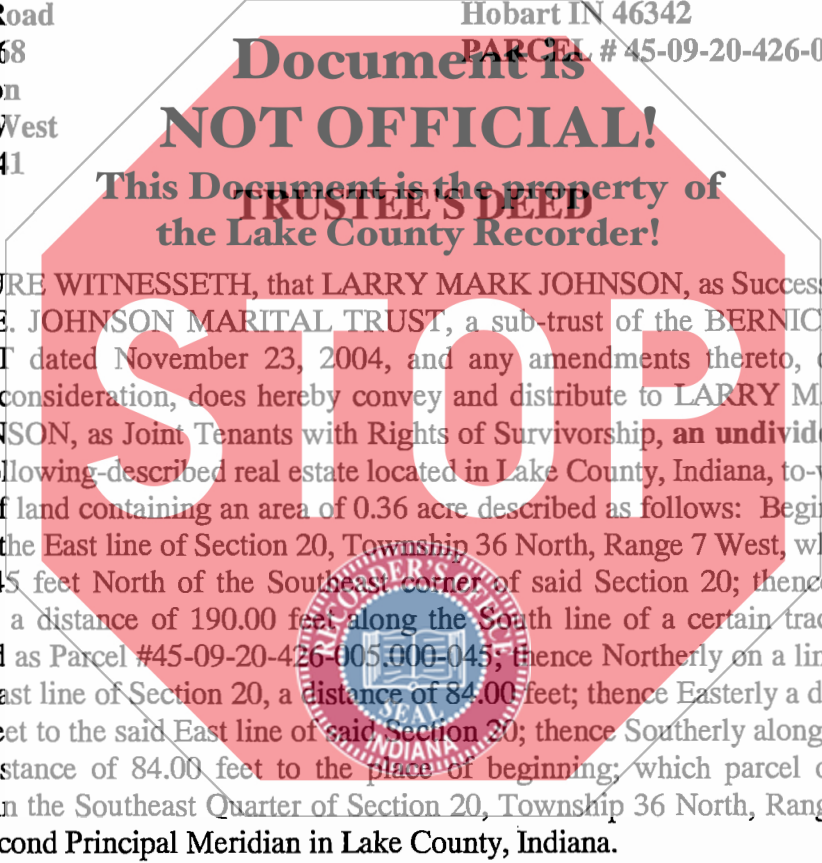 Road
Hobart IN 46342
68
PARCEL # 45-09-20-426-0
Document is
on
NOT OFFICIAL!
West
41
This Document is the property of
TRUSTEE'S DEED
the Lake County Recorder!
URE WITNESSETH, that LARRY MARK JOHNSON, as Success
E. JOHNSON MARITAL TRUST, a sub-trust of the BERNIC
T dated November 23, 2004, and any amendments thereto,
consideration, does hereby convey and distribute to LARRY M
NSON, as Joint Tenants with Rights of Survivorship, an undivide
llowing-described real estate located in Lake County, Indiana, to-w
f land containing an area of 0.36 acre described as follows: Begin
the East line of Section 20, Township 36 North, Range 7 West, wh
45 feet North of the Southeast corner of said Section 20; thence
a distance of 190.00 feet along the South line of a certain trac
d as Parcel #45-09-20-426-005.000-045; thence Northerly on a lin
ast line of Section 20, a distance of 84.00 feet; thence Easterly a d
eet to the said East line of said Section 20; thence Southerly along
stance of 84.00 feet to the place of beginning; which parcel
n the Southeast Quarter of Section 20, Township 36 North, Rang
cond Principal Meridian in Lake County, Indiana.
STOP
RECORDER'S OFFICE
SEAL
INDIANA